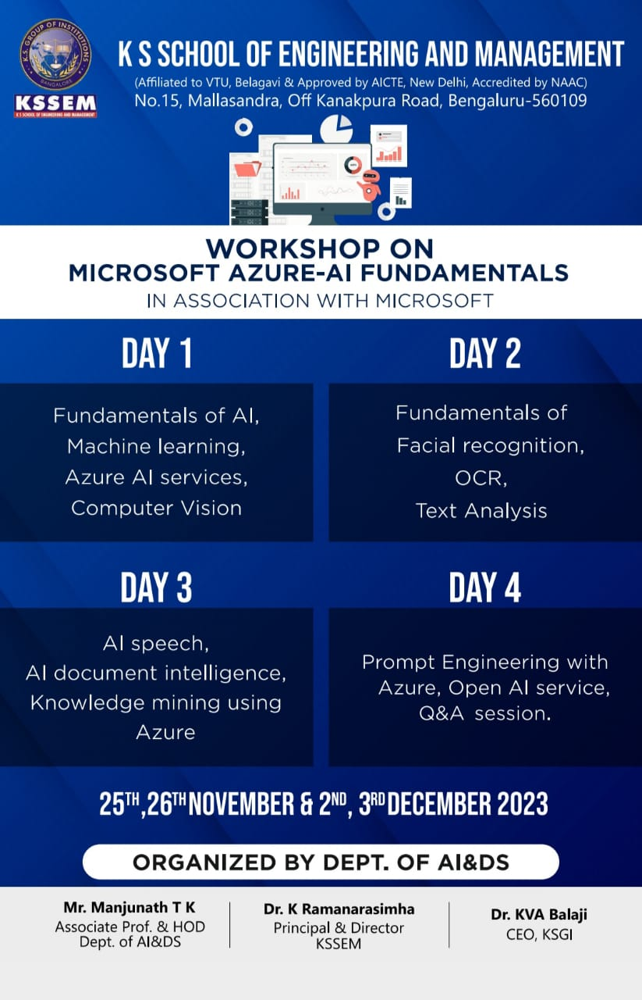 K.S. GROUP OF INSTITUTIONS
BANGALORE
KSSEM
K S SCHOOL OF ENGINEERING AND MANAGEMENT
K S SCHOOL OF ENGINEERING AND MANAGEMENT
(Affiliated to VTU, Belagavi & Approved by AICTE, New Delhi, Accredited by NAAC)
No.15, Mallasandra, Off Kanakpura Road, Bengaluru-560109
WORKSHOP ON
MICROSOFT AZURE-AI FUNDAMENTALS
IN ASSOCIATION WITH MICROSOFT
DAY 1
Fundamentals of AI,
Machine learning,
Azure AI services,
Computer Vision
DAY 2
Fundamentals of
Facial recognition,
OCR,
Text Analysis
DAY 3
AI speech,
AI document intelligence,
Knowledge mining using
Azure
DAY 4
Prompt Engineering with
Azure, Open AI service,
Q&A session.
25TH,26TH NOVEMBER & 2ND, 3RD DECEMBER 2023
ORGANIZED BY DEPT. OF AI&DS
Mr. Manjunath T K
Associate Prof. & HOD
Dept. of AI&DS
Dr. K Ramanarasimha
Principal & Director
KSSEM
Dr. KVA Balaji
CEO, KSGI